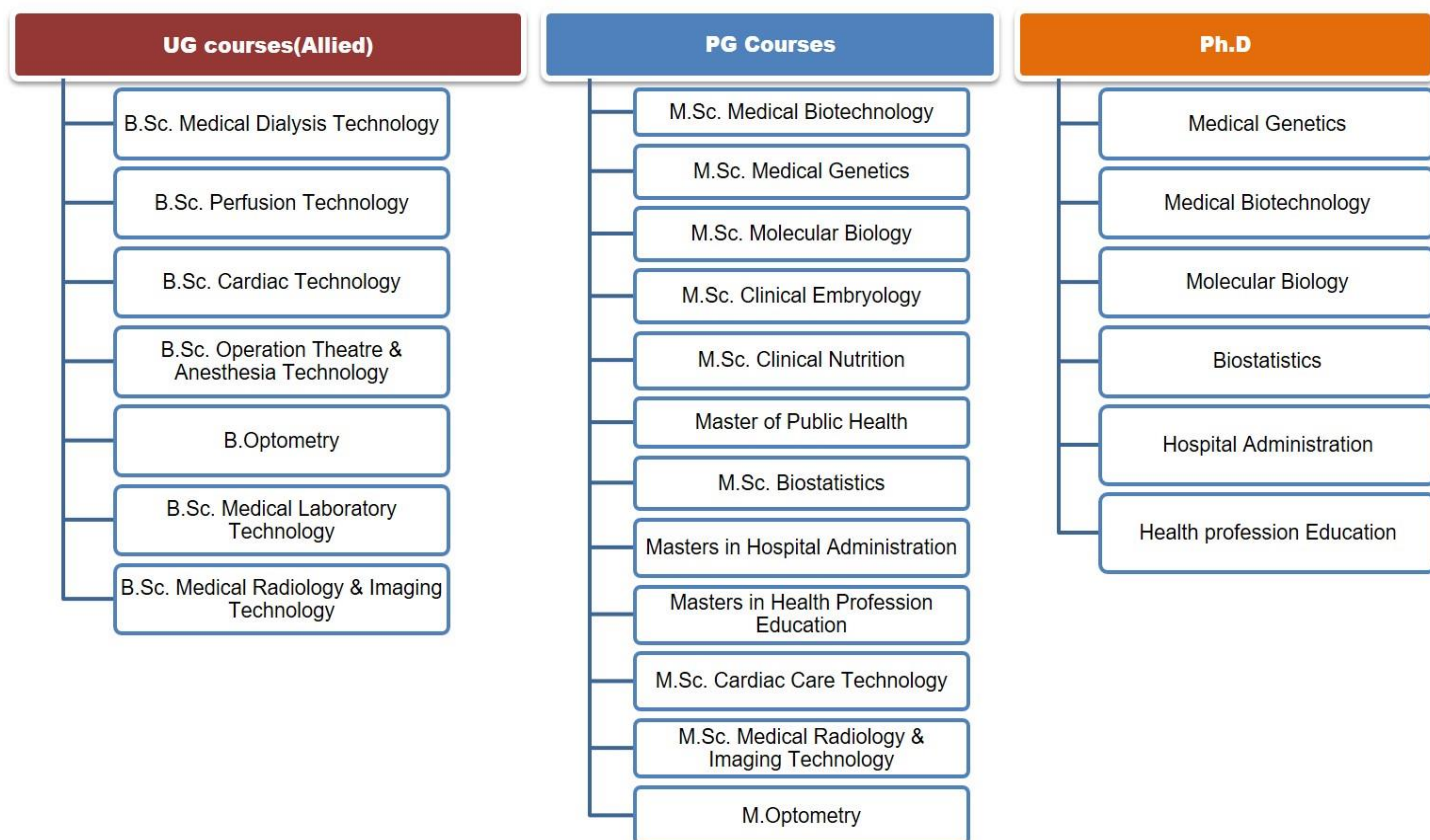 UG courses(Allied)
B.Sc. Medical Dialysis Technology
B.Sc. Perfusion Technology
B.Sc. Cardiac Technology
B.Sc. Operation Theatre &
Anesthesia Technology
B.Optometry
B.Sc. Medical Laboratory
Technology
B.Sc. Medical Radiology & Imaging
Technology
PG Courses
M.Sc. Medical Biotechnology
M.Sc. Medical Genetics
M.Sc. Molecular Biology
M.Sc. Clinical Embryology
M.Sc. Clinical Nutrition
Master of Public Health
M.Sc. Biostatistics
Masters in Hospital Administration
Masters in Health Profession
Education
M.Sc. Cardiac Care Technology
M.Sc. Medical Radiology &
Imaging Technology
M.Optometry
Ph.D
Medical Genetics
Medical Biotechnology
Molecular Biology
Biostatistics
Hospital Administration
Health profession Education